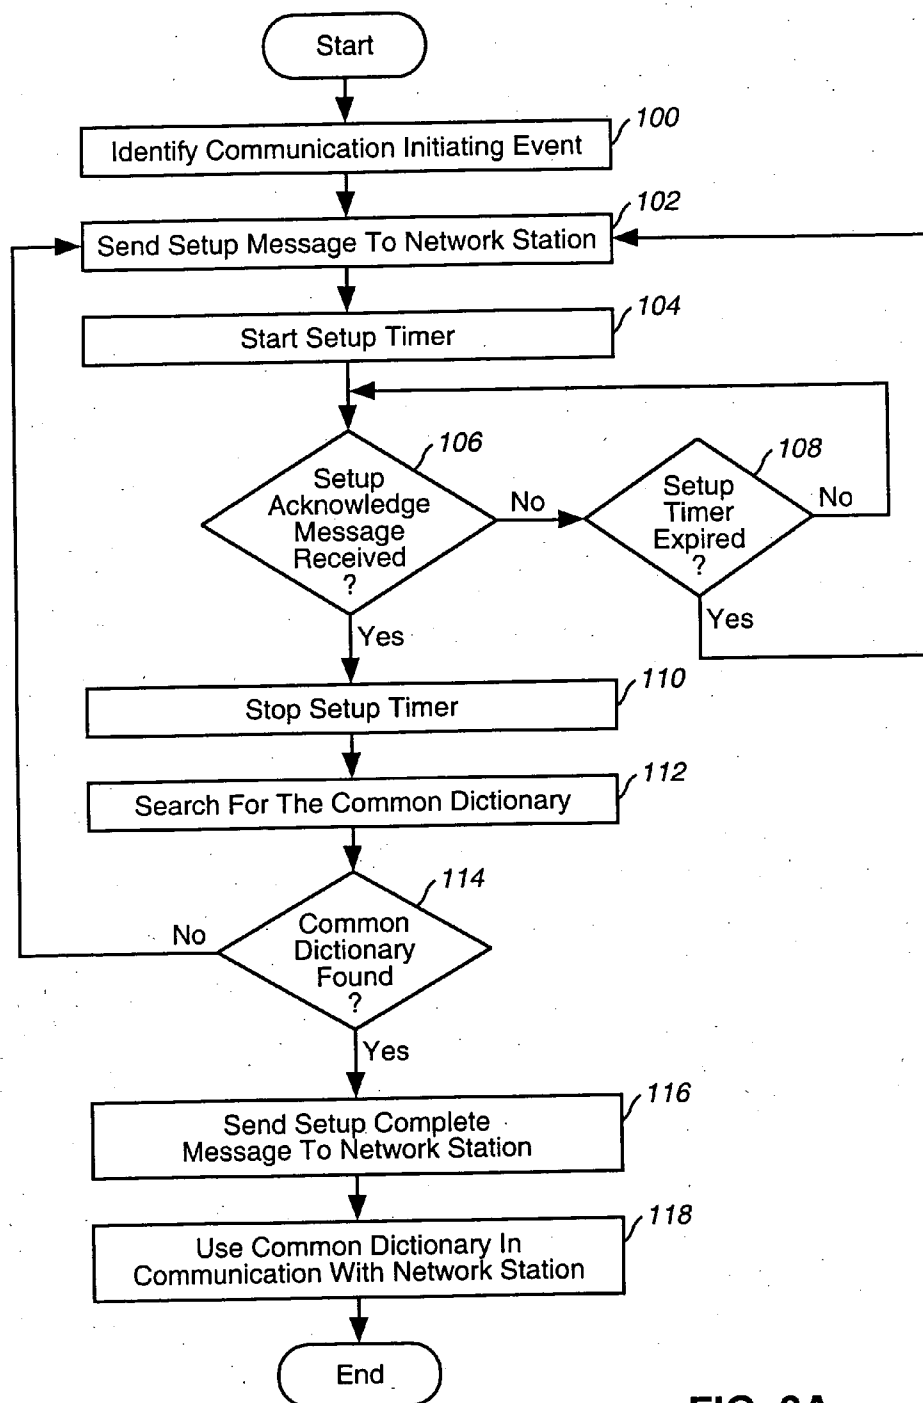 Start
100
Identify Communication Initiating Event
102
Send Setup Message To Network Station
104
Start Setup Timer
106
Setup
Acknowledge
Message
Received
?
No
108
Setup
Timer
Expired
?
No
Yes
Yes
110
Stop Setup Timer
112
Search For The Common Dictionary
114
Common
Dictionary
Found
?
No
Yes
116
Send Setup Complete
Message To Network Station
118
Use Common Dictionary In
Communication With Network Station
End